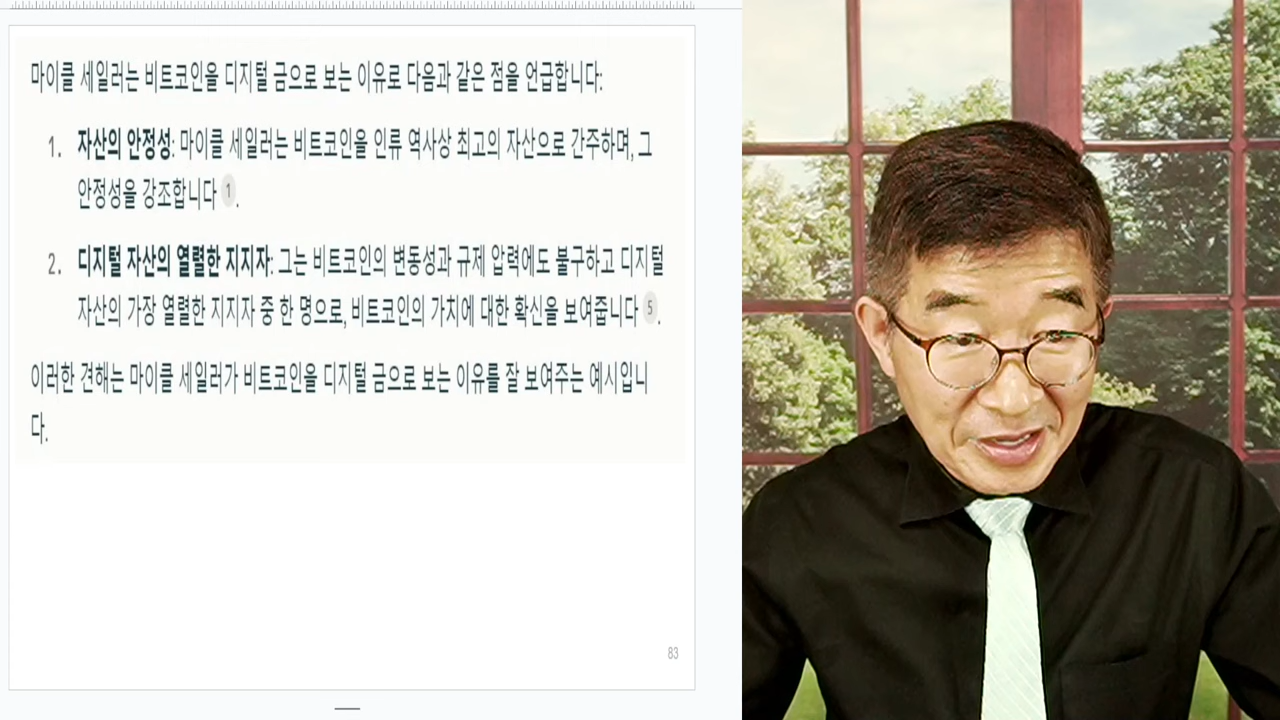 마이클 세일러는 비트코인을 디지털 금으로 보는 이유로 다음과 같은 점을 언급합니다:
1. 자산의 안정성: 마이클 세일러는 비트코인을 인류 역사상 최고의 자산으로 간주하며, 그
안정성을 강조합니다 1.
2. 디지털 자산의 열렬한 지지자: 그는 비트코인의 변동성과 규제 압력에도 불구하고 디지털
자산의 가장 열렬한 지지자 중 한 명으로, 비트코인의 가치에 대한 확신을 보여줍니다 5.
이러한 견해는 마이클 세일러가 비트코인을 디지털 금으로 보는 이유를 잘 보여주는 예시입니
다.
83